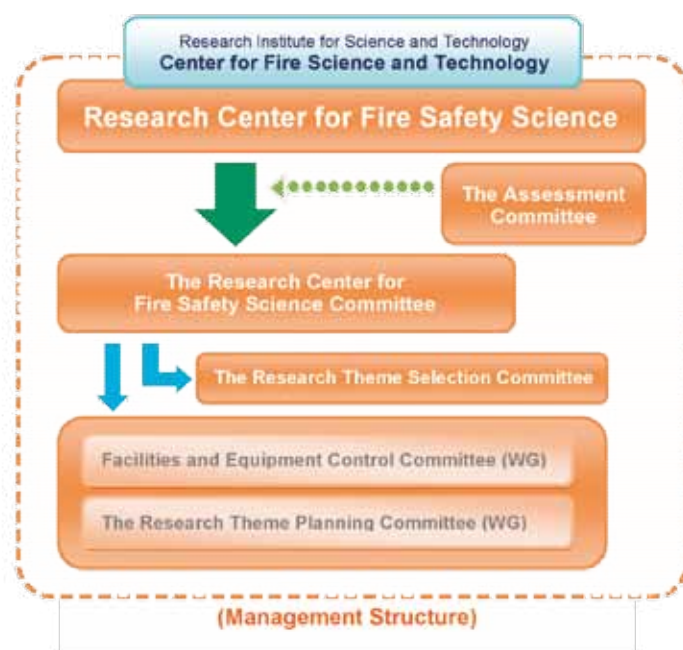 Research Institute for Science and Technology
Center for Fire Science and Technology
Research Center for Fire Safety Science
The Assessment
Committee
The Research Center for
Fire Safety Science Committee
The Research Theme Selection Committee
Facilities and Equipment Control Committee (WG)
The Research Theme Planning Committee (WG)
(Management Structure)